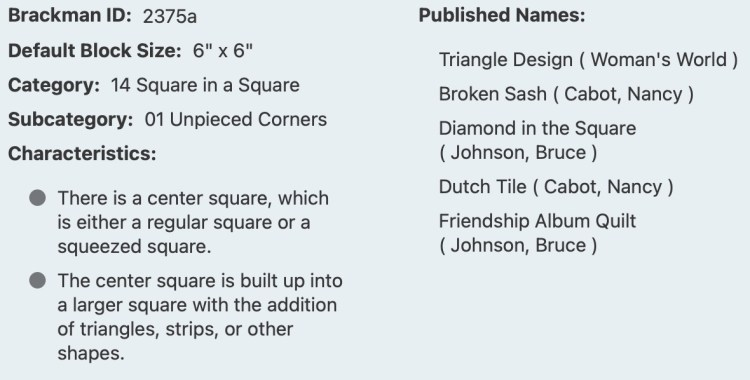 Brackman ID: 2375a
Default Block Size: 6" x 6"
Category: 14 Square in a Square
Subcategory: 01 Unpieced Corners
Characteristics:
There is a center square, which
is either a regular square or a
squeezed square.
The center square is built up into
a larger square with the addition
of triangles, strips, or other
shapes.
Published Names:
Triangle Design ( Woman's World )
Broken Sash ( Cabot, Nancy )
Diamond in the Square
( Johnson, Bruce )
Dutch Tile ( Cabot, Nancy )
Friendship Album Quilt
( Johnson, Bruce )